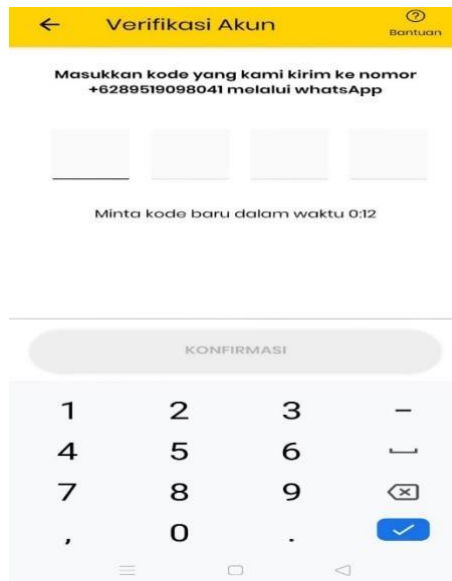 Verifikasi Akun
Bantuan
Masukkan kode yang kami kirim ke nomor
+6289519098041 melalui whatsApp
Minta kode baru dalam waktu 0:12
KONFIRMASI
1 2 3 –
4 5 6
7 8 9
, 0 .